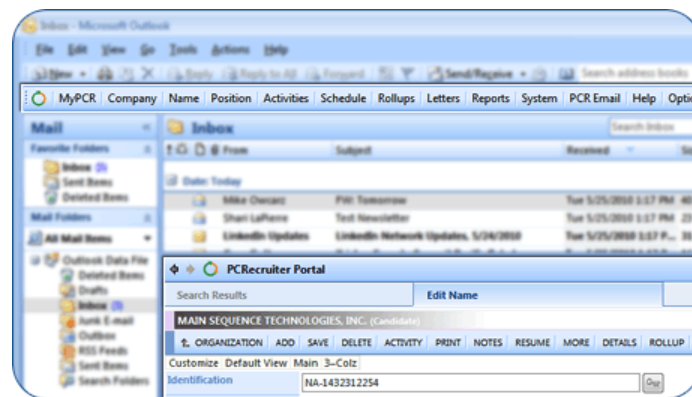 Inbox - Microsoft Outlook
File Edit View Go Tools Actions Help
New Reply Reply to All Forward Send/Receive Search address books
MyPCR Company Name Position Activities Schedule Rollups Letters Reports System PCR Email Help Opti
Mail « Inbox Search Inbox
Favorite Folders From Subject Received
Inbox (3)
Sent Items Date: Today
Deleted Items Mike Owcarz FW: Tomorrow Tue 5/25/2010 1:17 PM
Mail Folders Shari LaPierre Test Newsletter Tue 5/25/2010 1:17 PM
All Mail Items LinkedIn Updates LinkedIn Network Updates, 5/24/2010 Tue 5/25/2010 1:17 P...
Outlook Data File
Deleted Items PCRecruiter Portal
Drafts Search Results Edit Name
Inbox (3)
Junk E-mail MAIN SEQUENCE TECHNOLOGIES, INC. (Candidate)
Outbox ORGANIZATION ADD SAVE DELETE ACTIVITY PRINT NOTES RESUME MORE DETAILS ROLLUP
RSS Feeds
Sent Items Customize Default View Main 3-Colz
Search Folders Identification NA-1432312254